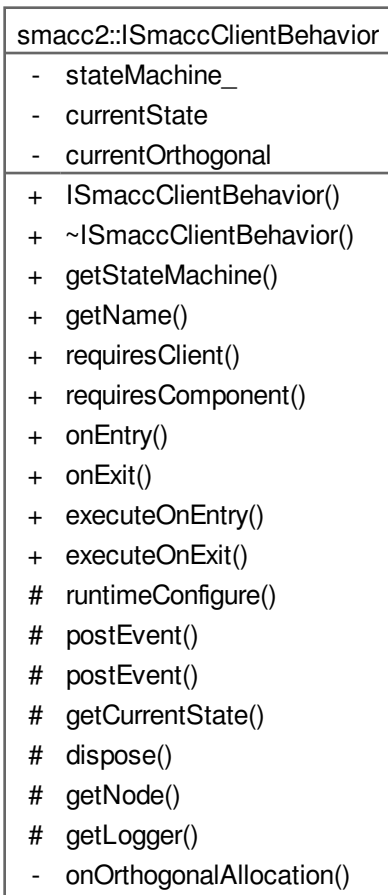 smacc2::ISmaccClientBehavior
- stateMachine_
- currentState
- currentOrthogonal
+ ISmaccClientBehavior()
+ ~ISmaccClientBehavior()
+ getStateMachine()
+ getName()
+ requiresClient()
+ requiresComponent()
+ onEntry()
+ onExit()
+ executeOnEntry()
+ executeOnExit()
# runtimeConfigure()
# postEvent()
# postEvent()
# getCurrentState()
# dispose()
# getNode()
# getLogger()
- onOrthogonalAllocation()